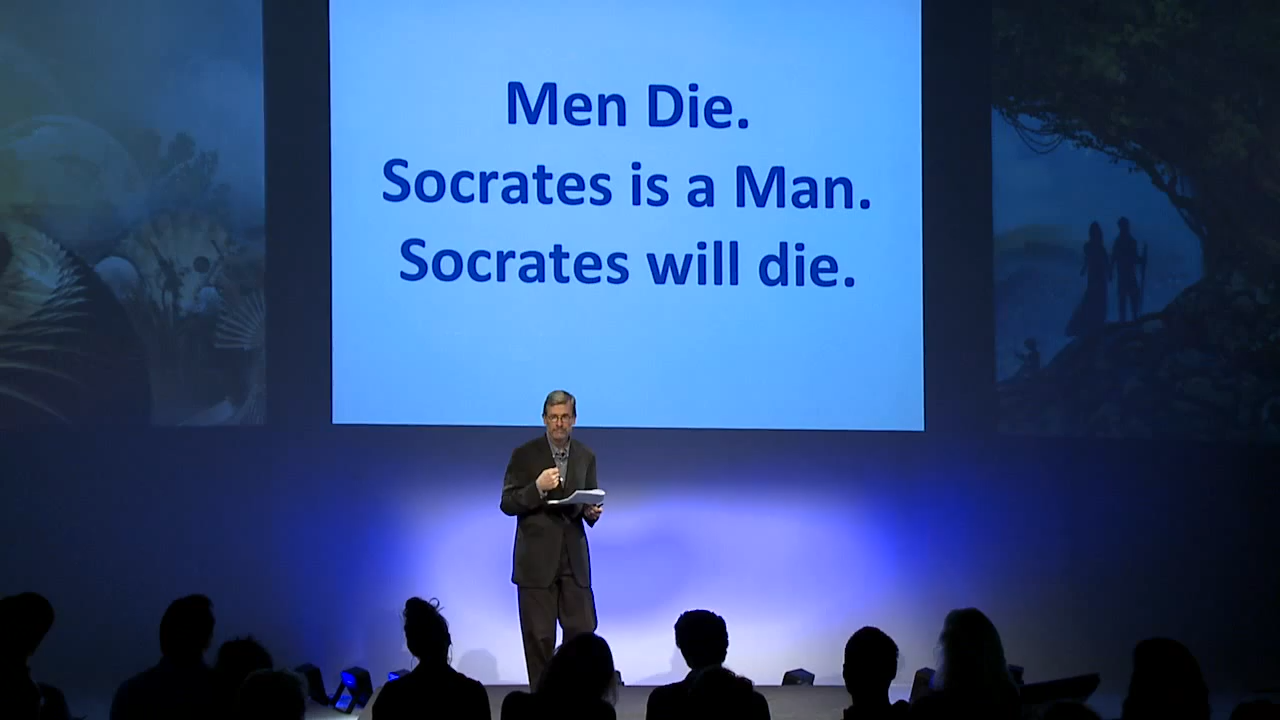 Men Die.
Socrates is a Man.
Socrates will die.